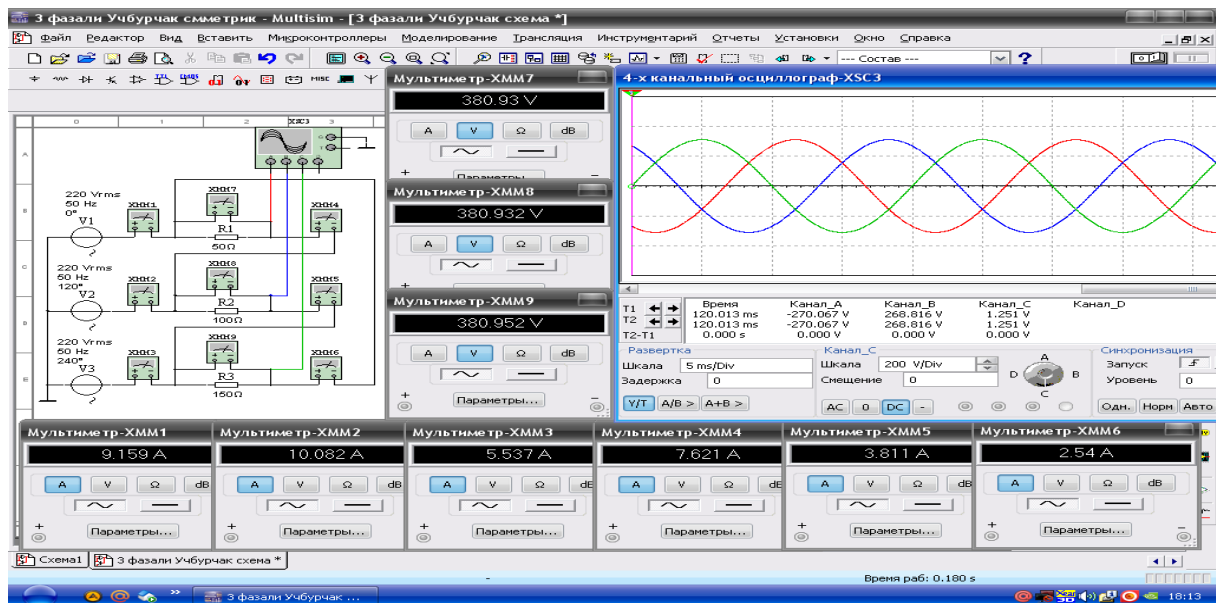 3 фазали Учбурчак смметрик - Multisim - [3 фазали Учбурчак схема *]
Файл Редактор Вид Вставить Микроконтроллеры Моделирование Трансляция Инструментарий Отчеты Установки Окно Справка
--- Состав ---
MISC
Мультиметр-XMM7
380.93 V
A V Ω dB
Параметры...
Мультиметр-XMM8
380.932 V
A V Ω dB
Мультиметр-XMM9
380.952 V
A V Ω dB
Параметры...
4-х канальный осциллограф-XSC3
Время Канал_A Канал_B Канал_C Канал_D
T1 120.013 ms -270.067 V 268.816 V 1.251 V
T2 120.013 ms -270.067 V 268.816 V 1.251 V
T2-T1 0.000 s 0.000 V 0.000 V 0.000 V
Развертка
Шкала 5 ms/Div
Задержка 0
Y/T A/B > A+B >
Канал_C
Шкала 200 V/Div
Смещение 0
AC 0 DC -
A B C D
Синхронизация
Запуск
Уровень 0
Одн. Норм Авто
0 1 2 3
XSC3
220 Vrms
50 Hz
0°
V1
XMM1
XMM7
R1
50Ω
XMM4
220 Vrms
50 Hz
120°
V2
XMM2
XMM8
R2
100Ω
XMM5
220 Vrms
50 Hz
240°
V3
XMM3
XMM9
R3
150Ω
XMM6
Мультиметр-XMM1
9.159 A
A V Ω dB
Параметры...
Мультиметр-XMM2
10.082 A
A V Ω dB
Параметры...
Мультиметр-XMM3
5.537 A
A V Ω dB
Параметры...
Мультиметр-XMM4
7.621 A
A V Ω dB
Параметры...
Мультиметр-XMM5
3.811 A
A V Ω dB
Параметры...
Мультиметр-XMM6
2.54 A
A V Ω dB
Параметры...
Схема1 3 фазали Учбурчак схема *
Время раб: 0.180 s
3 фазали Учбурчак ...
18:13